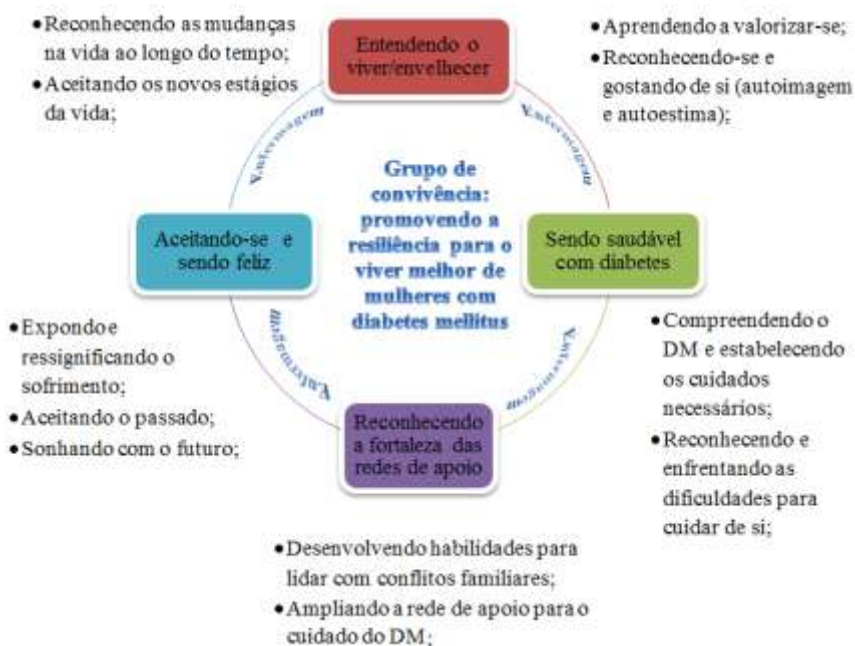 • Reconhecendo as mudanças
na vida ao longo do tempo;
• Aceitando os novos estágios
da vida;
Entendendo o
viver/envelhecer
• Aprendendo a valorizar-se;
• Reconhecendo-se e
gostando de si (autoimagem
e autoestima);
Enfermagem
Enfermagem
Grupo de
convivência:
promovendo a
resiliência para o
viver melhor de
mulheres com
diabetes mellitus
Aceitando-se e
sendo feliz
Sendo saudável
com diabetes
Enfermagem
Enfermagem
• Expondo e
ressignificando o
sofrimento;
• Aceitando o passado;
• Sonhando com o futuro;
Reconhecendo
a fortaleza das
redes de apoio
• Compreendendo o
DM e estabelecendo
os cuidados
necessários;
• Reconhecendo e
enfrentando as
dificuldades para
cuidar de si;
• Desenvolvendo habilidades para
lidar com conflitos familiares;
• Ampliando a rede de apoio para o
cuidado do DM;